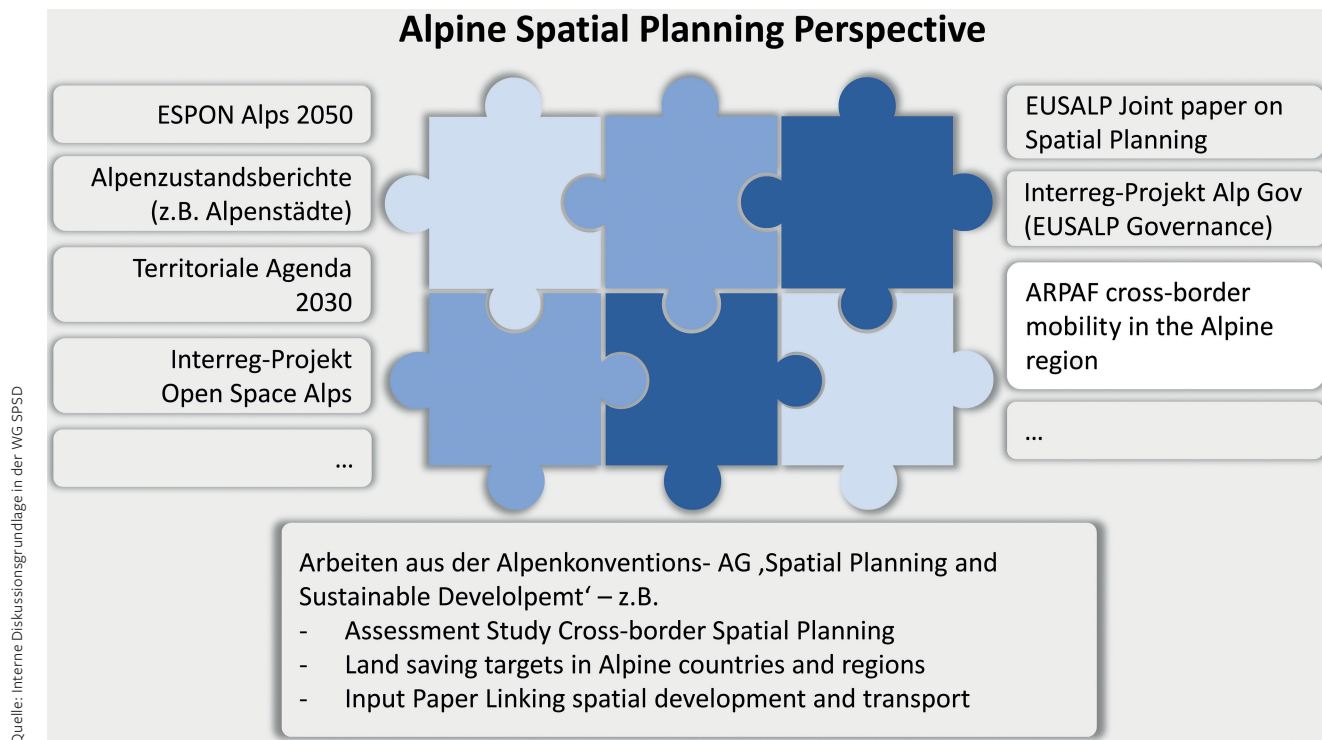 Alpine Spatial Planning Perspective
ESPON Alps 2050
Alpenzustandsberichte
(z.B. Alpenstädte)
Territoriale Agenda
2030
Interreg-Projekt
Open Space Alps
...
EUSALP Joint paper on
Spatial Planning
Interreg-Projekt Alp Gov
(EUSALP Governance)
ARPAF cross-border
mobility in the Alpine
region
...
Arbeiten aus der Alpenkonventions- AG ‚Spatial Planning and
Sustainable Develolpemt‘ – z.B.
- Assessment Study Cross-border Spatial Planning
- Land saving targets in Alpine countries and regions
- Input Paper Linking spatial development and transport
Quelle: Interne Diskussionsgrundlage in der WG SPSD